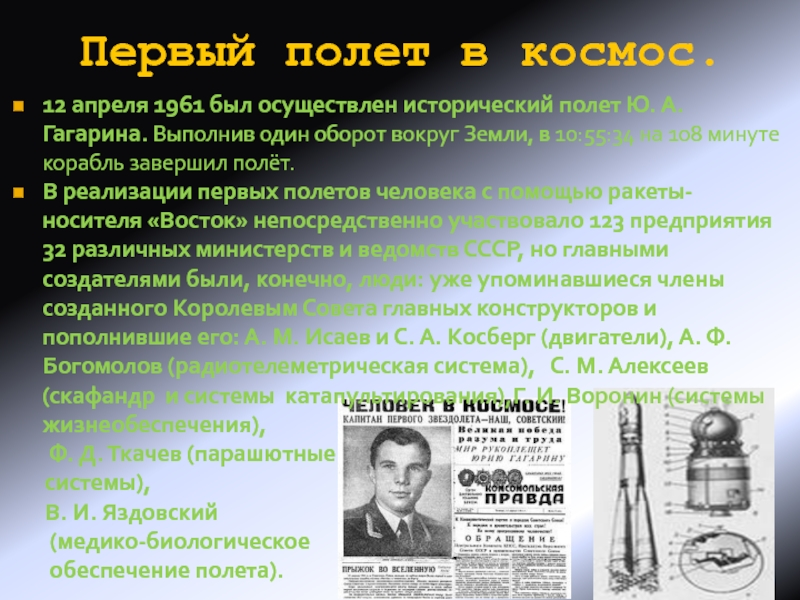 Первый полет в космос.
12 апреля 1961 был осуществлен исторический полет Ю. А.
Гагарина. Выполнив один оборот вокруг Земли, в 10:55:34 на 108 минуте
корабль завершил полёт.
В реализации первых полетов человека с помощью ракеты-
носителя «Восток» непосредственно участвовало 123 предприятия
32 различных министерств и ведомств СССР, но главными
создателями были, конечно, люди: уже упоминавшиеся члены
созданного Королевым Совета главных конструкторов и
пополнившие его: А. М. Исаев и С. А. Косберг (двигатели), А. Ф.
Богомолов (радиотелеметрическая система), С. М. Алексеев
(скафандр и системы катапультирования), Г. И. Воронин (системы
жизнеобеспечения),
Ф. Д. Ткачев (парашютные
системы),
В. И. Яздовский
(медико-биологическое
обеспечение полета).
ЧЕЛОВЕК В КОСМОСЕ!
КАПИТАН ПЕРВОГО ЗВЕЗДОЛЕТА—НАШ, СОВЕТСКИЙ!
Великая победа
разума и труда
МИР РУКОПЛЕЩЕТ
ЮРИЮ ГАГАРИНУ
КОМСОМОЛЬСКАЯ
ПРАВДА
ОБРАЩЕНИЕ
ПРЫЖОК ВО ВСЕЛЕННУЮ